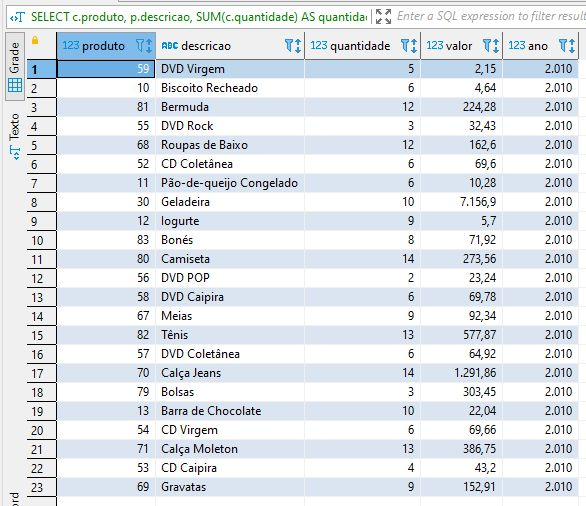 SELECT c.produto, p.descricao, SUM(c.quantidade) AS quantidad Enter a SQL expression to filter result
Grade
Texto
ord
123 produto ABC descricao 123 quantidade 123 valor 123 ano
1 59 DVD Virgem 5 2,15 2.010
2 10 Biscoito Recheado 6 4,64 2.010
3 81 Bermuda 12 224,28 2.010
4 55 DVD Rock 3 32,43 2.010
5 68 Roupas de Baixo 12 162,6 2.010
6 52 CD Coletânea 6 69,6 2.010
7 11 Pão-de-queijo Congelado 6 10,28 2.010
8 30 Geladeira 10 7.156,9 2.010
9 12 Iogurte 9 5,7 2.010
10 83 Bonés 8 71,92 2.010
11 80 Camiseta 14 273,56 2.010
12 56 DVD POP 2 23,24 2.010
13 58 DVD Caipira 6 69,78 2.010
14 67 Meias 9 92,34 2.010
15 82 Tênis 13 577,87 2.010
16 57 DVD Coletânea 6 64,92 2.010
17 70 Calça Jeans 14 1.291,86 2.010
18 79 Bolsas 3 303,45 2.010
19 13 Barra de Chocolate 10 22,04 2.010
20 54 CD Virgem 6 69,66 2.010
21 71 Calça Moleton 13 386,75 2.010
22 53 CD Caipira 4 43,2 2.010
23 69 Gravatas 9 152,91 2.010